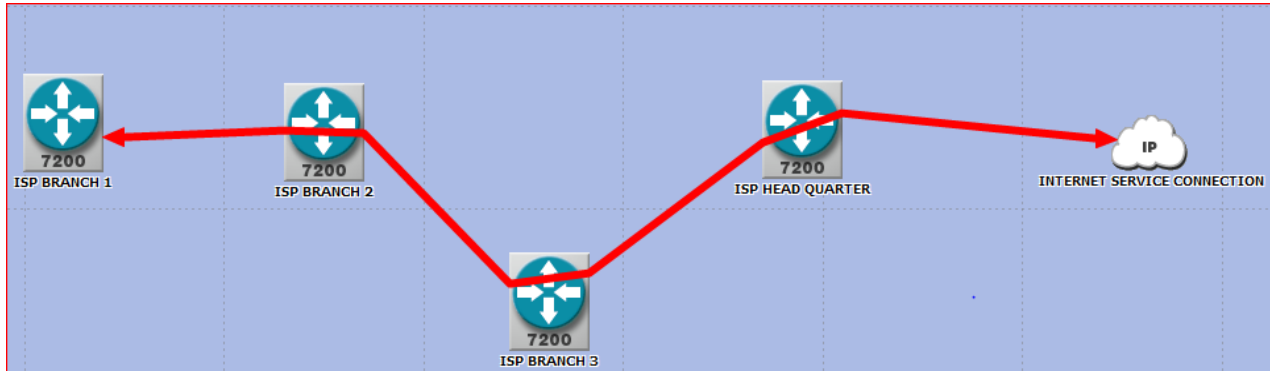 7200
ISP BRANCH 1
7200
ISP BRANCH 2
7200
ISP BRANCH 3
7200
ISP HEAD QUARTER
IP
INTERNET SERVICE CONNECTION